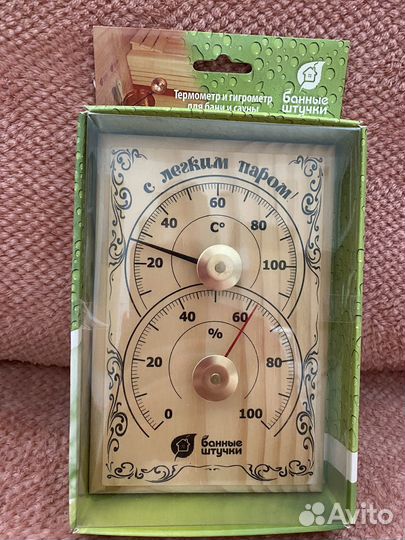 Термометр и гигрометр
для бани и сауны
банные
штучки
с легким паром!
60
40 80
C°
20 100
40 60
%
20 80
0 100
банные
штучки
Avito